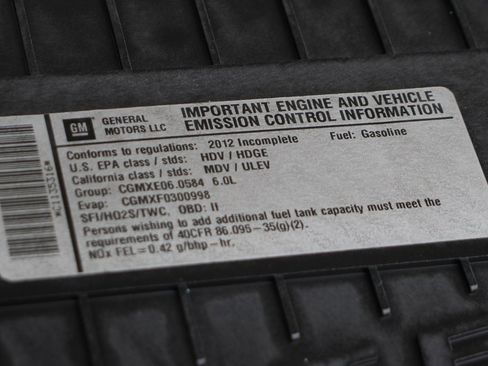 GM GENERAL MOTORS LLC
IMPORTANT ENGINE AND VEHICLE
EMISSION CONTROL INFORMATION
Conforms to regulations: 2012 Incomplete Fuel: Gasoline
U.S. EPA class / stds: HDV / HDGE
California class / stds: MDV / ULEV
Group: CGMXE06.0584 6.0L
Evap: CGMXF0300998
SFI/HO2S/TWC, OBD: II
Persons wishing to add additional fuel tank capacity must meet the
requirements of 40CFR 86.095-35(g)(2).
NOx FEL=0.42 g/bhp-hr.
*WC1135316*